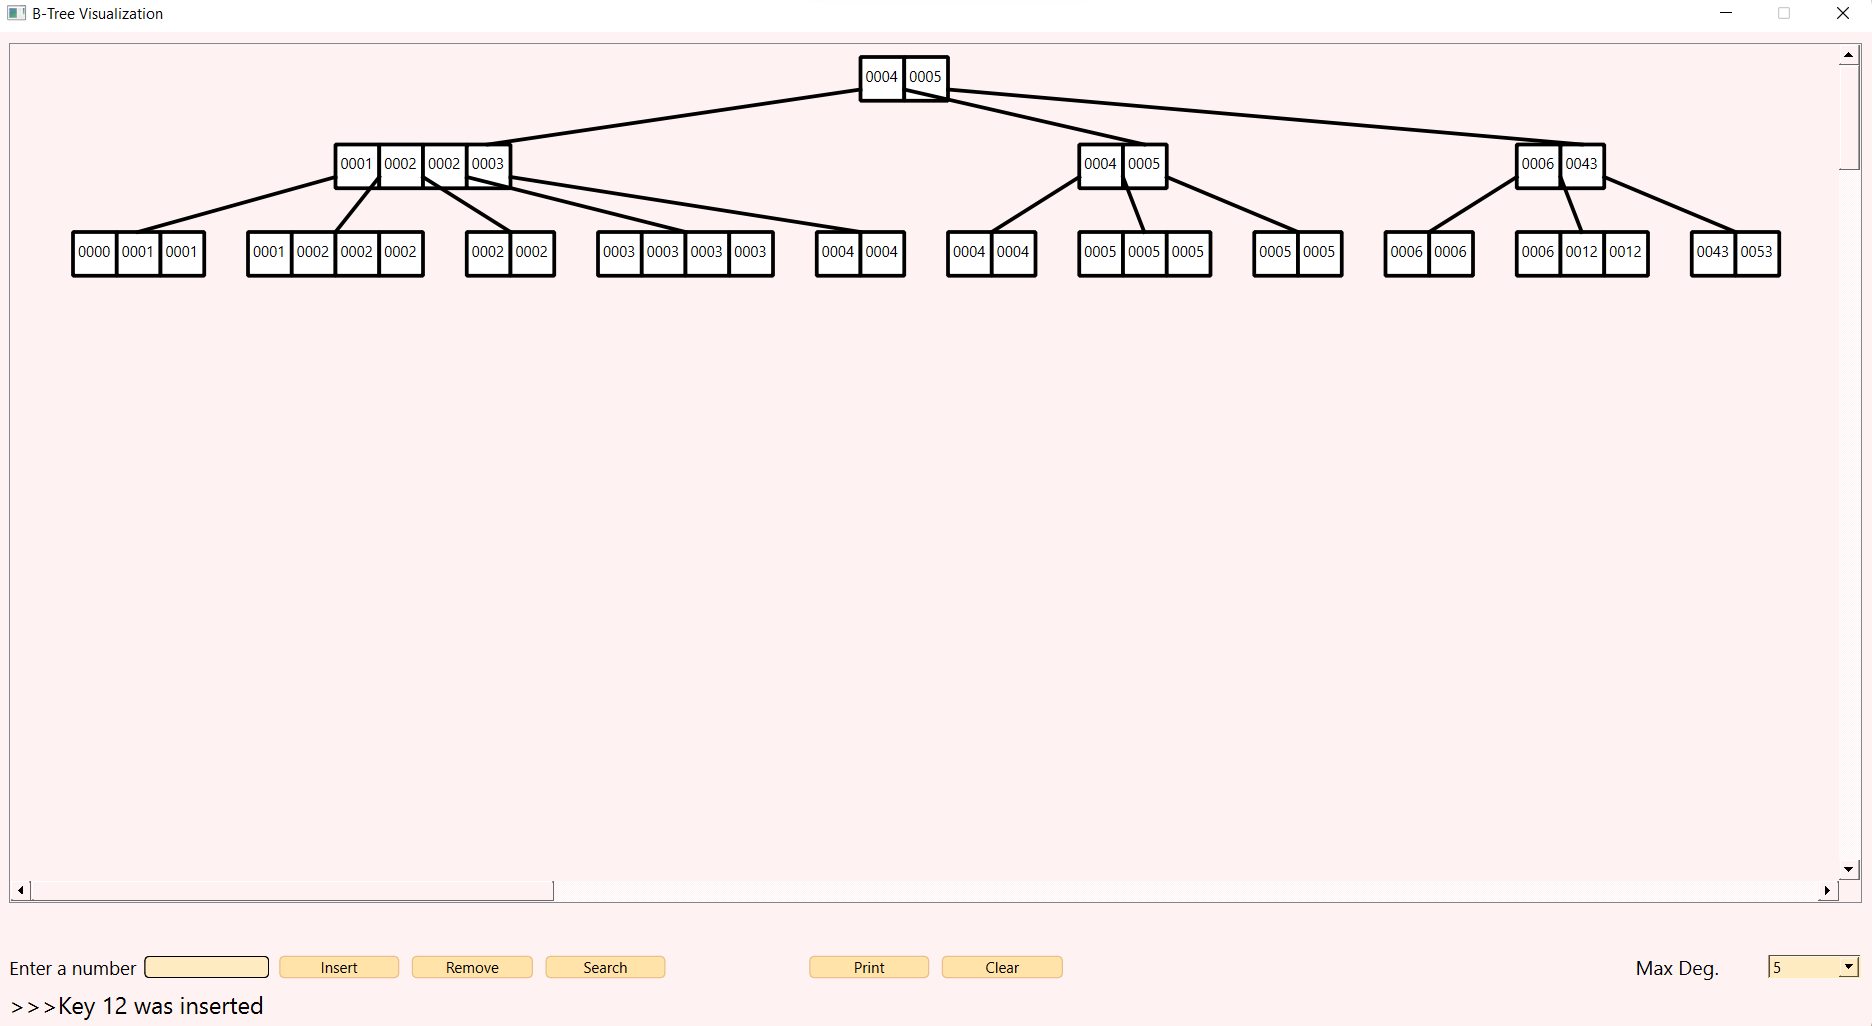 B-Tree Visualization
0004 0005
0001 0002 0002 0003 0004 0005 0006 0043
0000 0001 0001 0001 0002 0002 0002 0002 0002 0003 0003 0003 0003 0004 0004 0004 0004 0005 0005 0005 0005 0005 0006 0006 0006 0012 0012 0043 0053
Enter a number Insert Remove Search Print Clear Max Deg. 5
>>>Key 12 was inserted